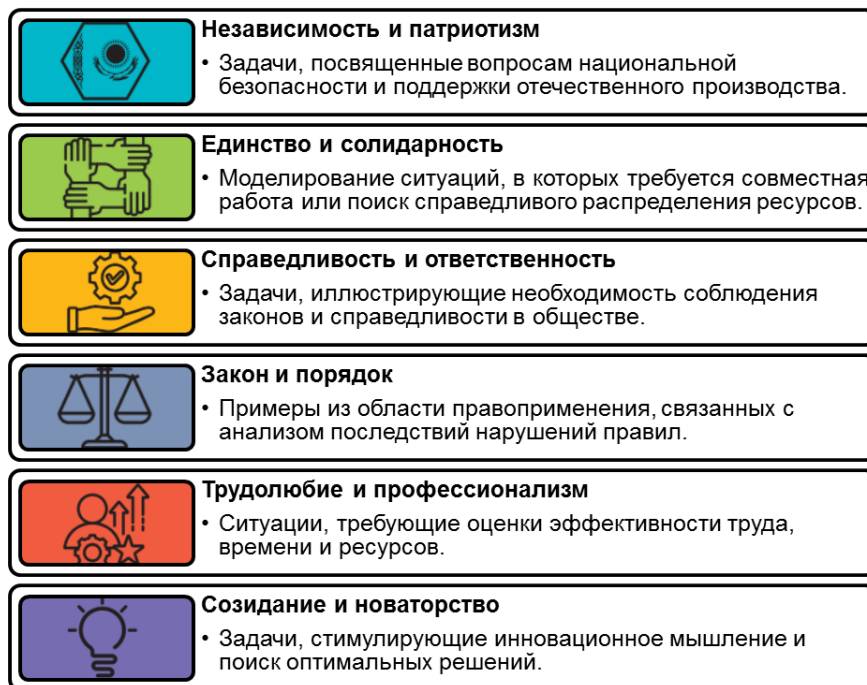 Независимость и патриотизм
• Задачи, посвященные вопросам национальной
безопасности и поддержки отечественного производства.
Единство и солидарность
• Моделирование ситуаций, в которых требуется совместная
работа или поиск справедливого распределения ресурсов.
Справедливость и ответственность
• Задачи, иллюстрирующие необходимость соблюдения
законов и справедливости в обществе.
Закон и порядок
• Примеры из области правоприменения, связанных с
анализом последствий нарушений правил.
Трудолюбие и профессионализм
• Ситуации, требующие оценки эффективности труда,
времени и ресурсов.
Созидание и новаторство
• Задачи, стимулирующие инновационное мышление и
поиск оптимальных решений.